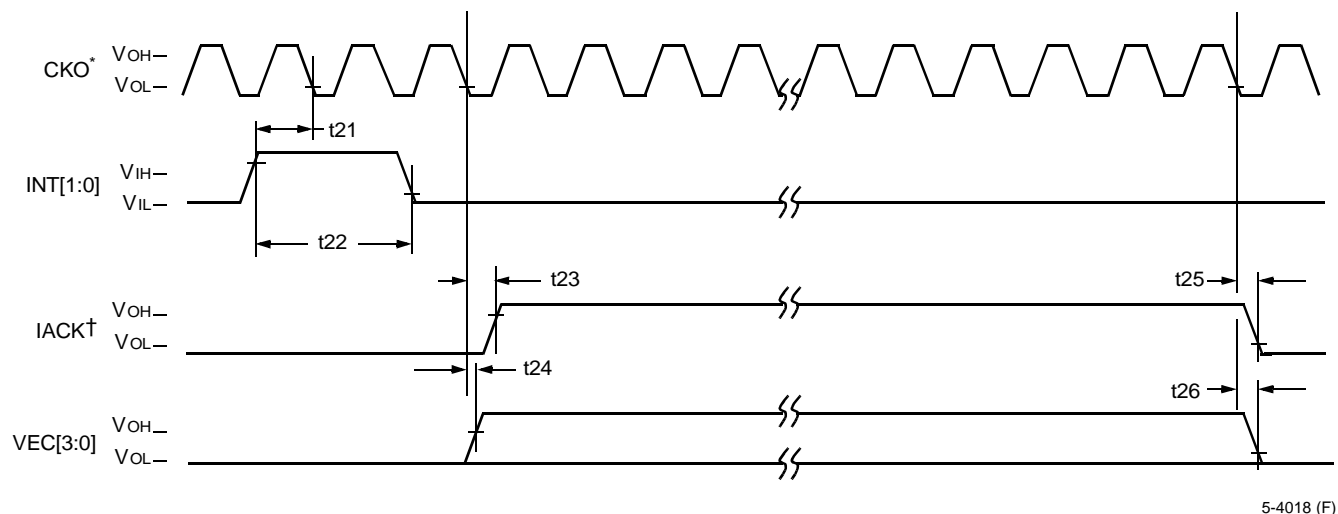 CKO*
VOH
VOL
t21
INT[1:0]
VIH
VIL
t22
t23
t25
IACK†
VOH
VOL
t24
t26
VEC[3:0]
VOH
VOL
5-4018 (F)